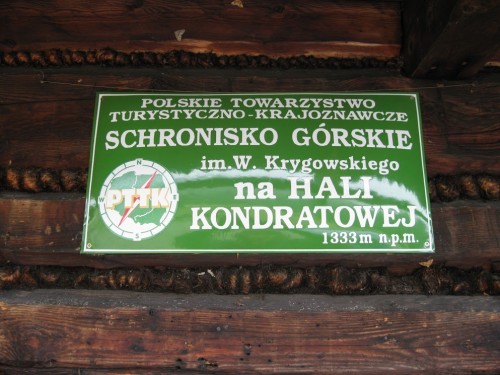 POLSKIE TOWARZYSTWO
TURYSTYCZNO-KRAJOZNAWCZE
SCHRONISKO GÓRSKIE
im.W. Krygowskiego
na HALI
KONDRATOWEJ
1333m n.p.m.
N
PTTK
S